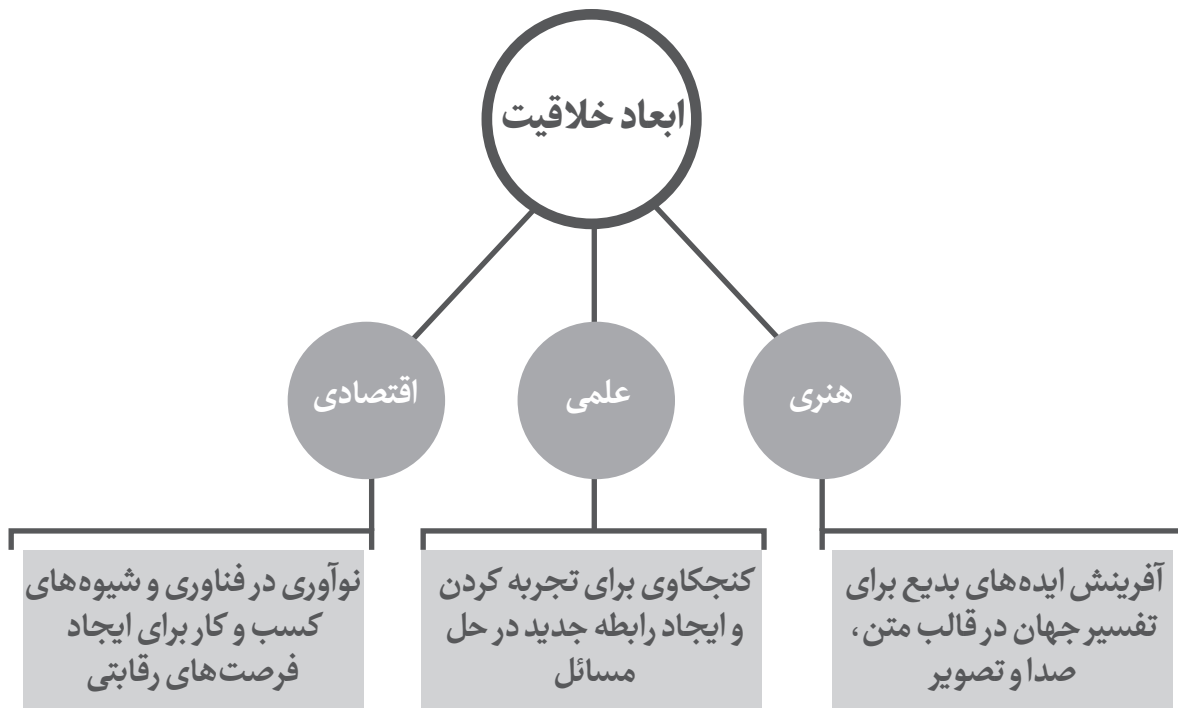 ابعاد خلاقیت
هنری
علمی
اقتصادی
آفرینش ایده‌های بدیع برای
تفسیر جهان در قالب متن،
صدا و تصویر
کنجکاوی برای تجربه کردن
و ایجاد رابطه جدید در حل
مسائل
نوآوری در فناوری و شیوه‌های
کسب و کار برای ایجاد
فرصت‌های رقابتی